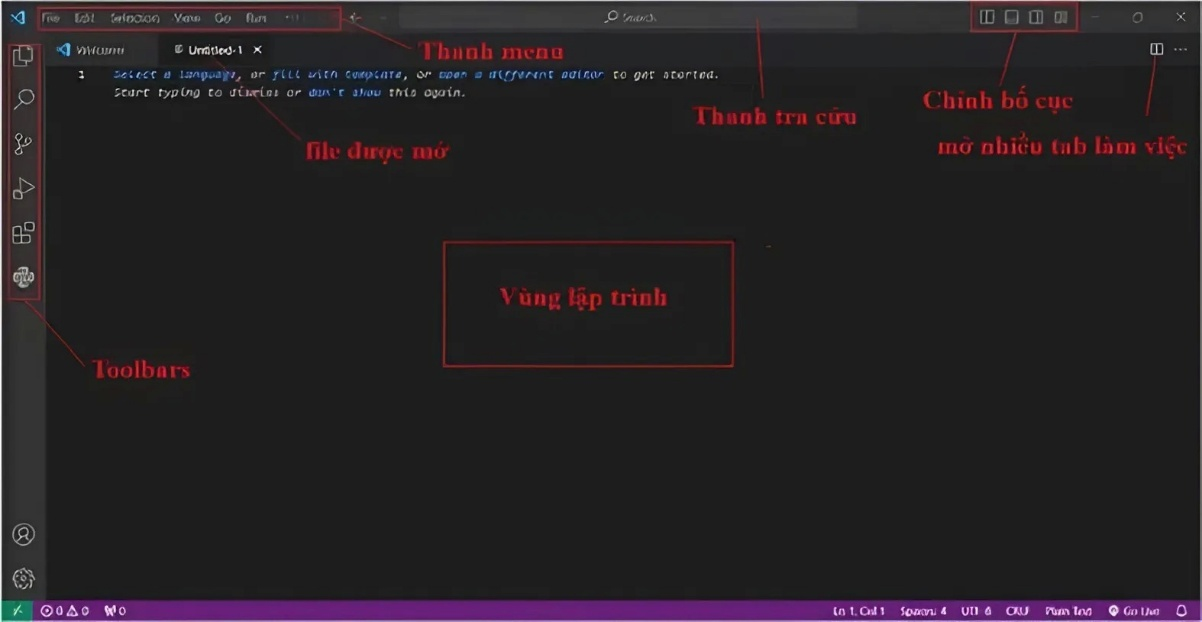 File Edit Selection View Go Run ...
Search
Welcome
Untitled-1
Thanh menu
1 Select a language, or fill with template, or open a different editor to get started.
Start typing to dismiss or don't show this again.
Thanh tra cứu
Chỉnh bố cục
mở nhiều tab làm việc
file được mở
Vùng lập trình
Toolbars
0 0 0
Ln 1, Col 1 Spaces: 4 UTF-8 CRLF Plain Text Go Live